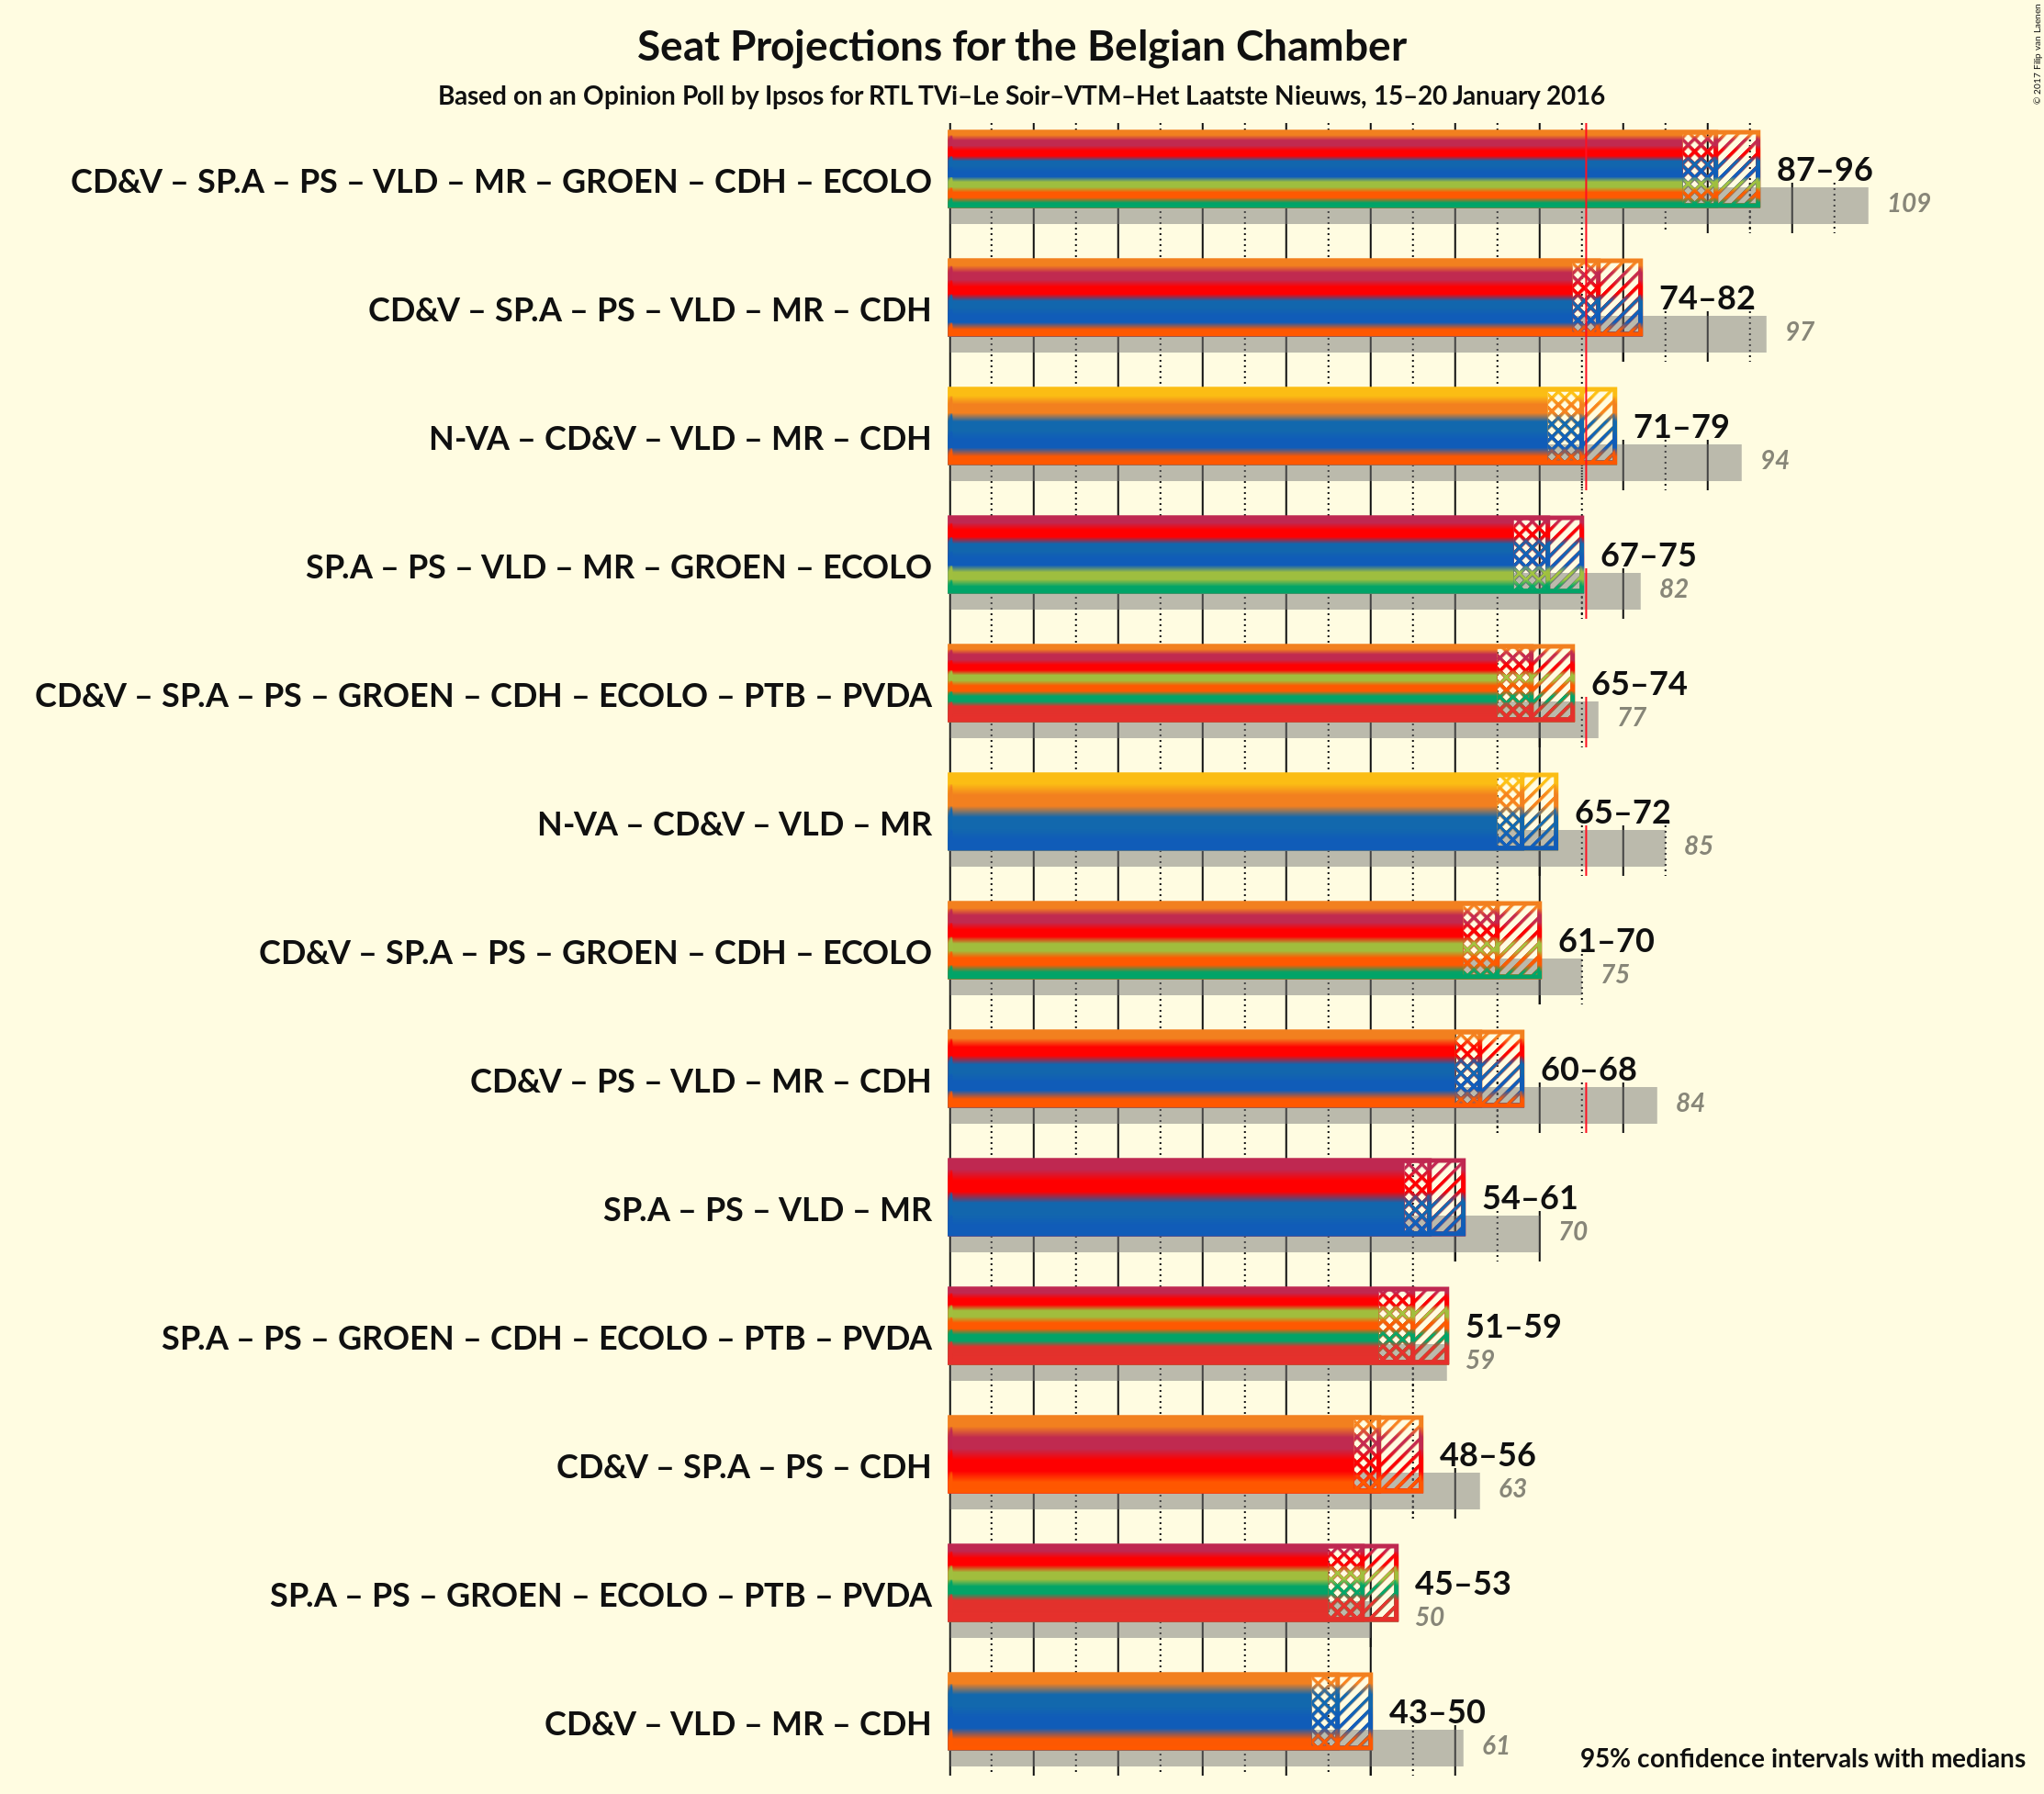 Seat Projections for the Belgian Chamber
Based on an Opinion Poll by Ipsos for RTL TVi–Le Soir–VTM–Het Laatste Nieuws, 15–20 January 2016
© 2017 Filip van Laenen
CD&V – SP.A – PS – VLD – MR – GROEN – CDH – ECOLO
87–96
109
CD&V – SP.A – PS – VLD – MR – CDH
74–82
97
N-VA – CD&V – VLD – MR – CDH
71–79
94
SP.A – PS – VLD – MR – GROEN – ECOLO
67–75
82
CD&V – SP.A – PS – GROEN – CDH – ECOLO – PTB – PVDA
65–74
77
N-VA – CD&V – VLD – MR
65–72
85
CD&V – SP.A – PS – GROEN – CDH – ECOLO
61–70
75
CD&V – PS – VLD – MR – CDH
60–68
84
SP.A – PS – VLD – MR
54–61
70
SP.A – PS – GROEN – CDH – ECOLO – PTB – PVDA
51–59
59
CD&V – SP.A – PS – CDH
48–56
63
SP.A – PS – GROEN – ECOLO – PTB – PVDA
45–53
50
CD&V – VLD – MR – CDH
43–50
61
95% confidence intervals with medians